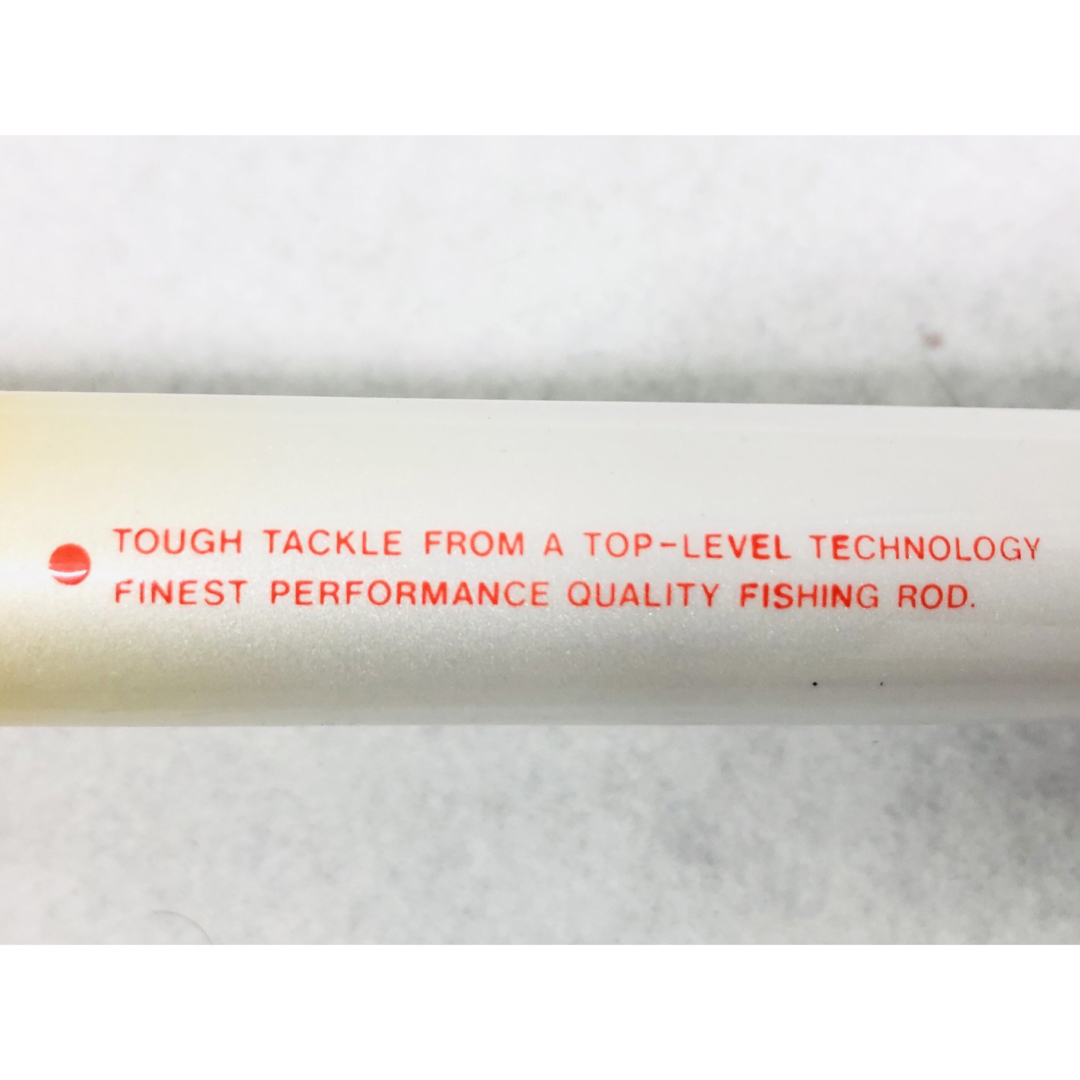 TOUGH TACKLE FROM A TOP-LEVEL TECHNOLOGY
FINEST PERFORMANCE QUALITY FISHING ROD.